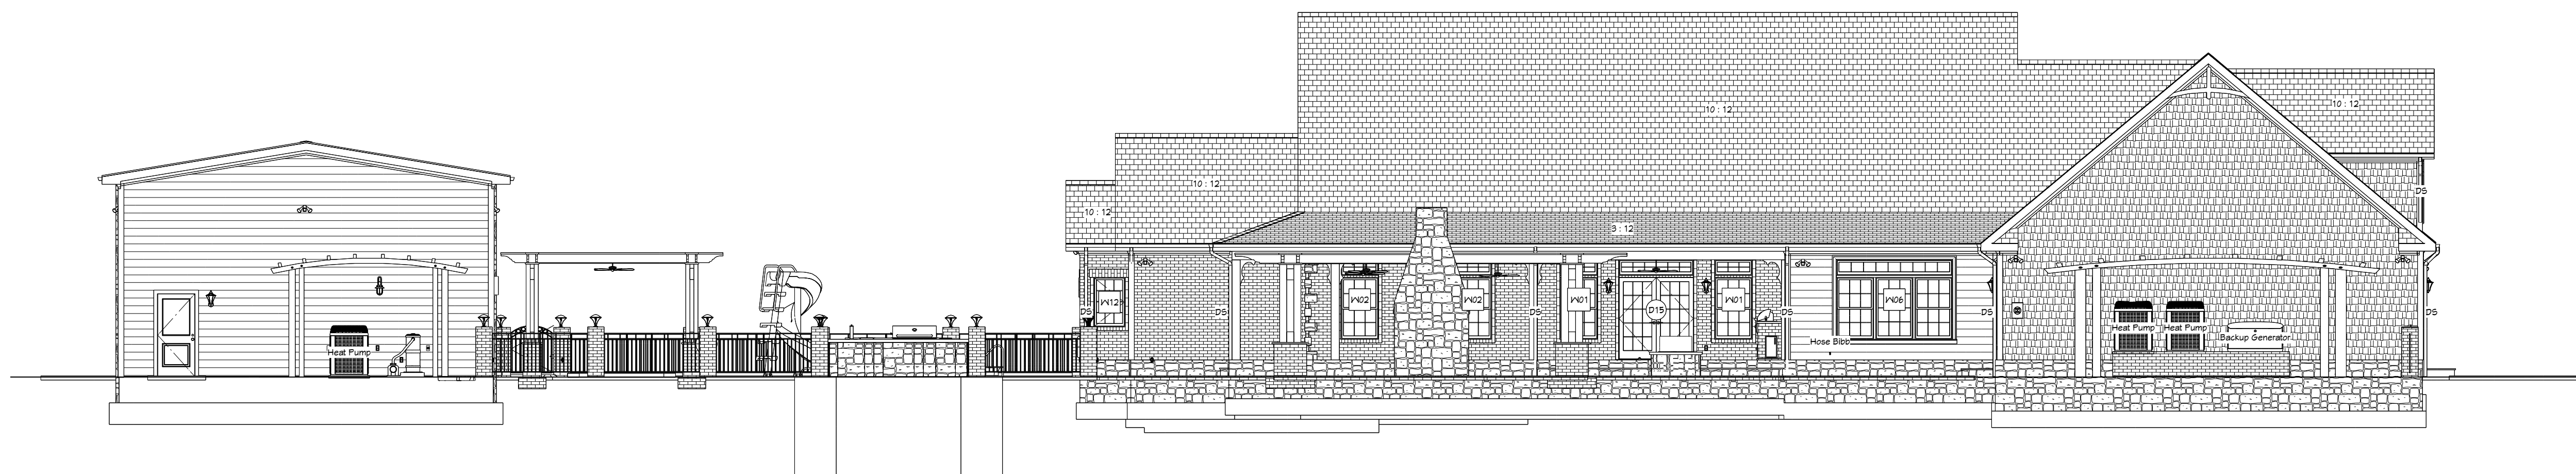 10 : 12
10 : 12
10 : 12
DS
10 : 12
3 : 12
W12
W02
W02
W01
D15
W01
W06
DS
DS
DS
DS
DS
DS
Hose Bibb
Heat Pump
Heat Pump
Heat Pump
Backup Generator